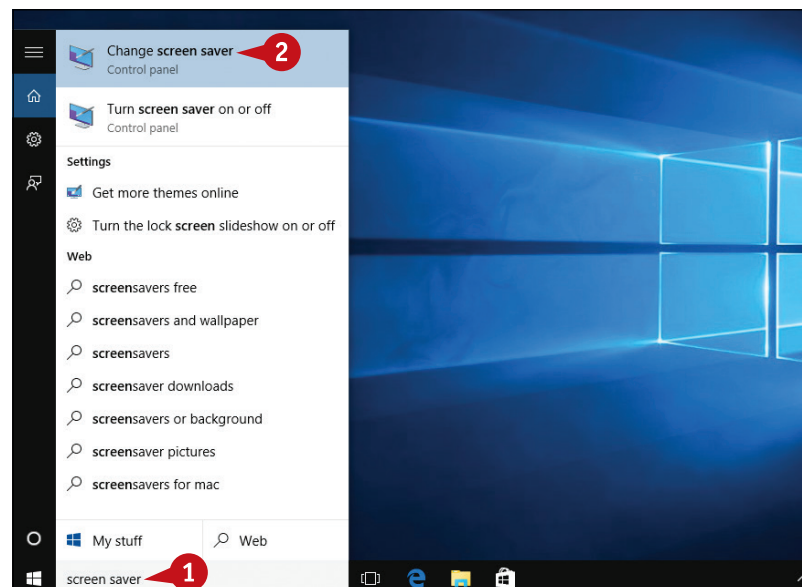 Change screen saver
2
Control panel
Turn screen saver on or off
Control panel
Settings
Get more themes online
Turn the lock screen slideshow on or off
Web
screensavers free
screensavers and wallpaper
screensavers
screensaver downloads
screensavers or background
screensaver pictures
screensavers for mac
My stuff
Web
screen saver
1